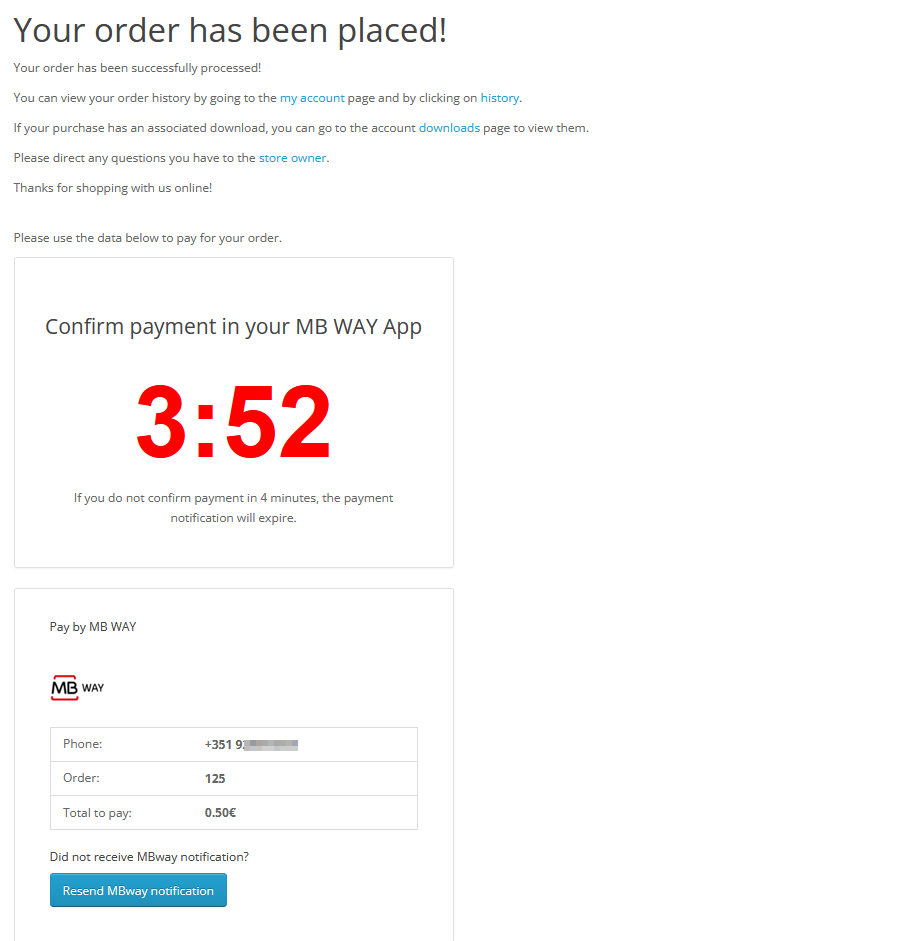 Your order has been placed!
Your order has been successfully processed!
You can view your order history by going to the my account page and by clicking on history.
If your purchase has an associated download, you can go to the account downloads page to view them.
Please direct any questions you have to the store owner.
Thanks for shopping with us online!
Please use the data below to pay for your order.
Confirm payment in your MB WAY App
3:52
If you do not confirm payment in 4 minutes, the payment
notification will expire.
Pay by MB WAY
MB WAY
Phone: +351 9
Order: 125
Total to pay: 0.50€
Did not receive MBway notification?
Resend MBway notification